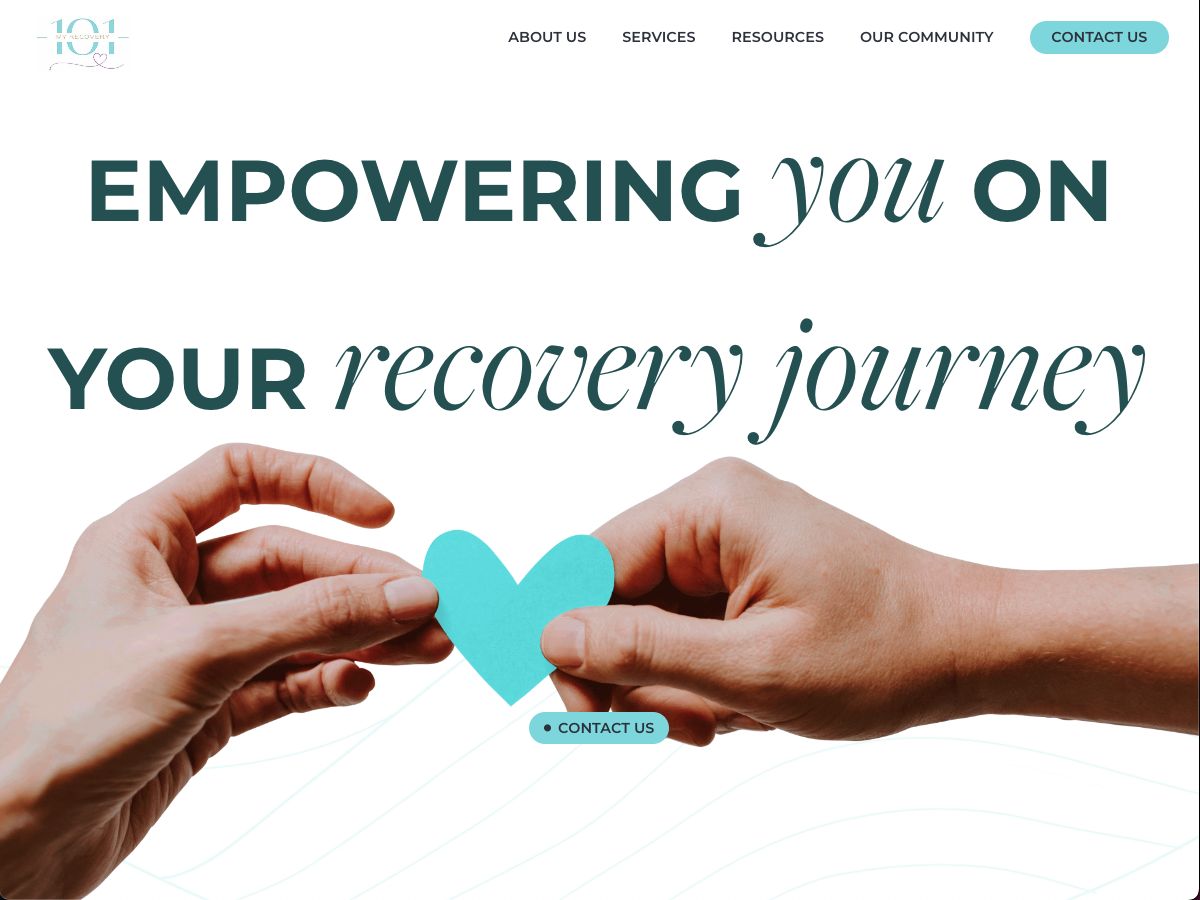 101
MY RECOVERY
ABOUT US
SERVICES
RESOURCES
OUR COMMUNITY
CONTACT US
EMPOWERING you ON
YOUR recovery journey
CONTACT US